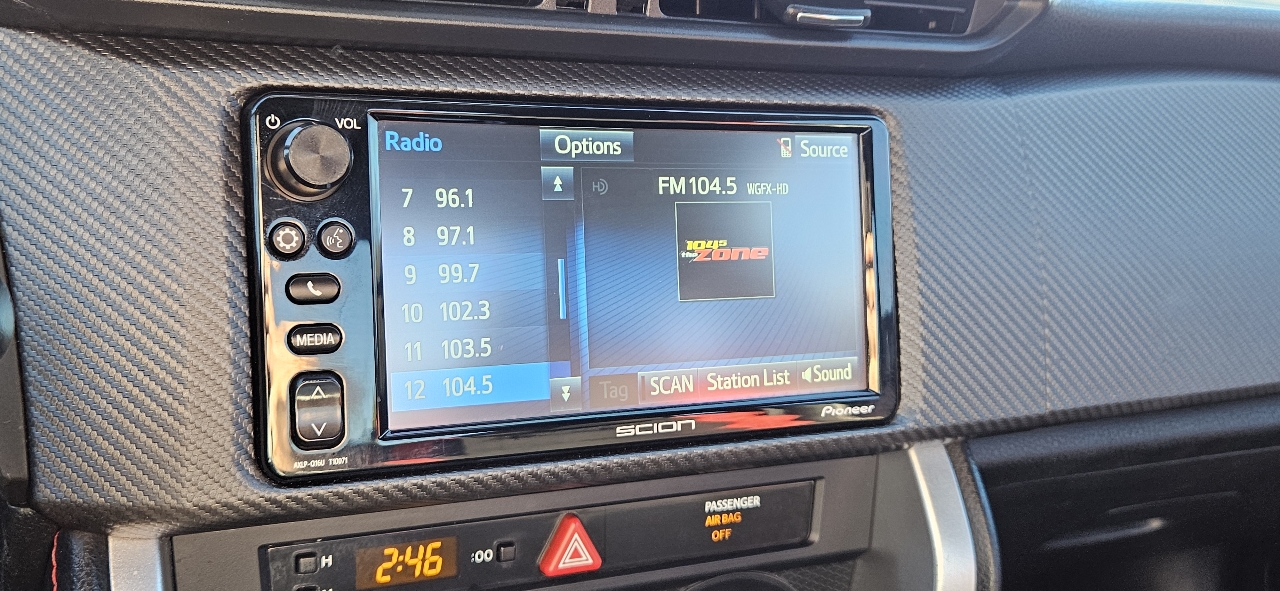 VOL
Radio
Options
Source
7 96.1
8 97.1
9 99.7
10 102.3
11 103.5
12 104.5
HD
FM 104.5 WGFX-HD
104.5
the zone
Tag
SCAN
Station List
Sound
MEDIA
SCION
Pioneer
PASSENGER
AIR BAG
OFF
H
2:46
:00